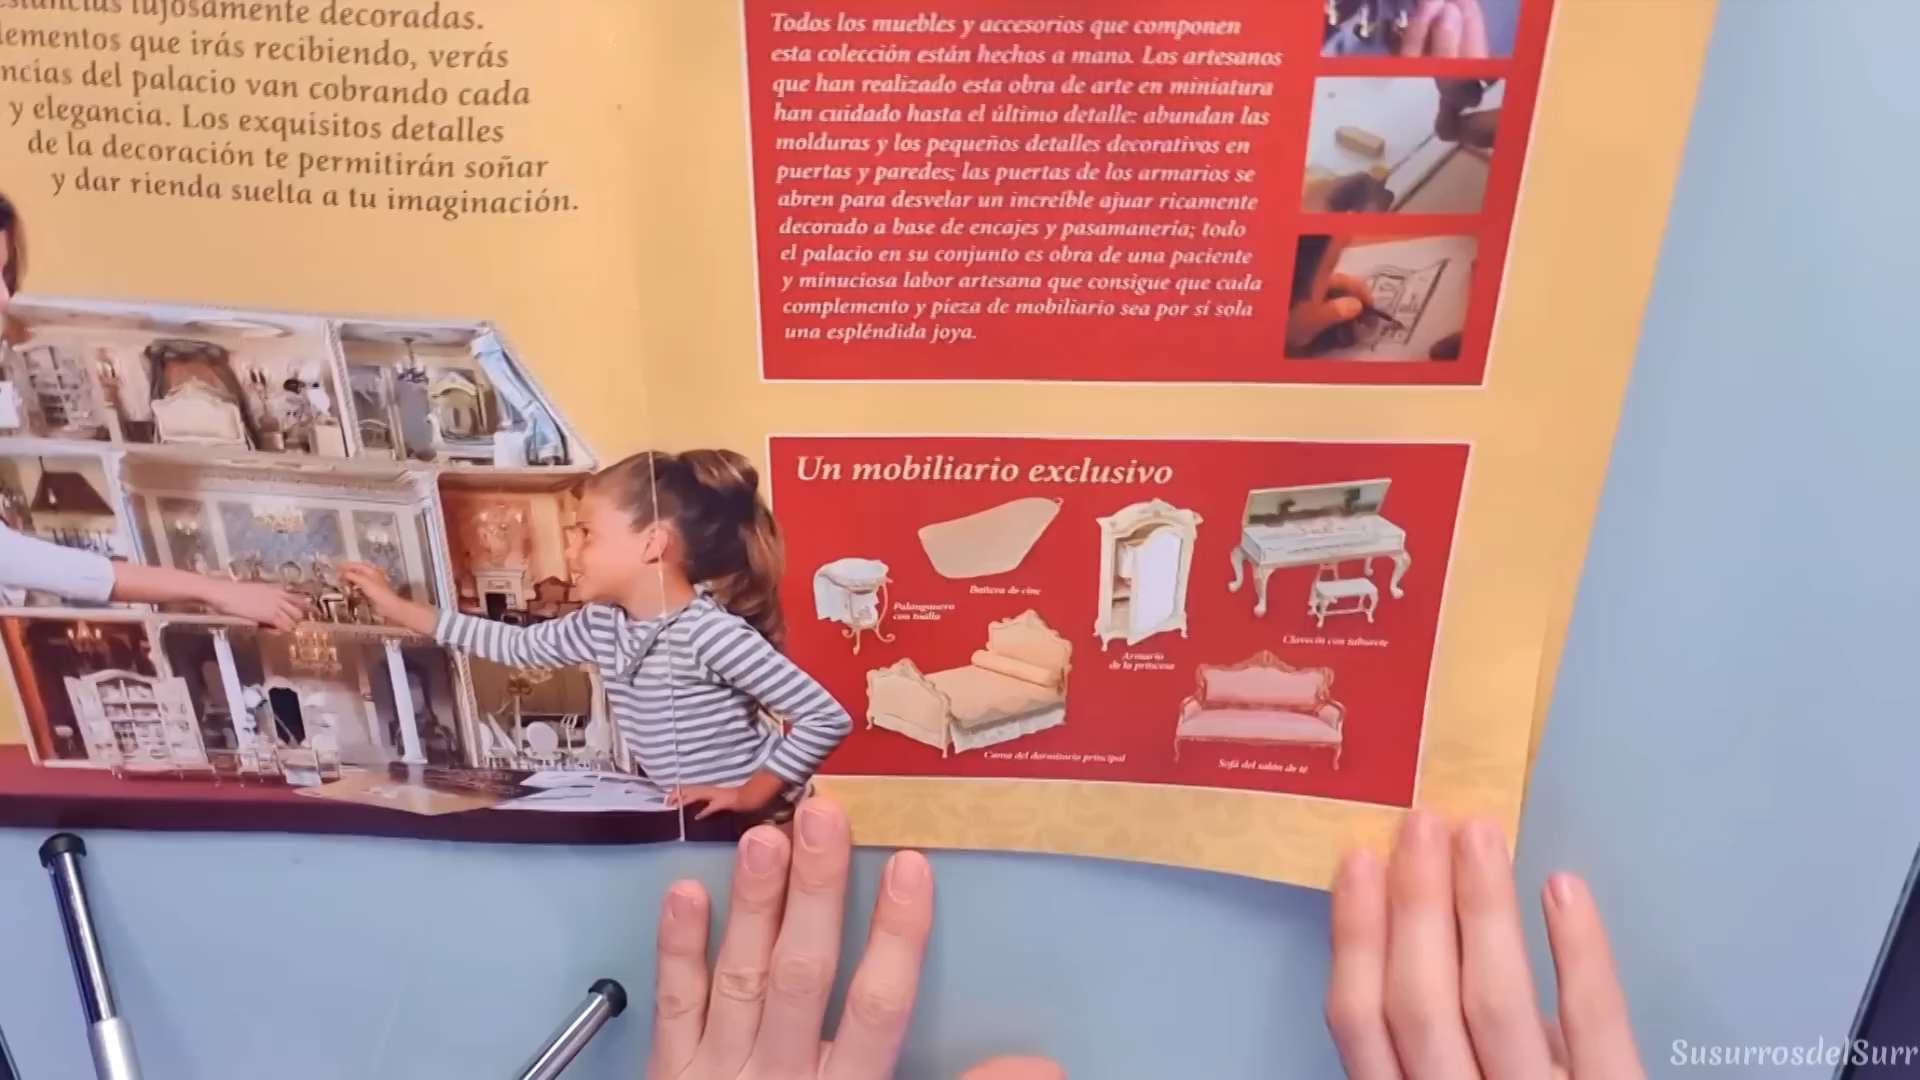 lujosamente decoradas.
que irás recibiendo, verás
del palacio van cobrando cada
y elegancia. Los exquisitos detalles
de la decoración te permitirán soñar
y dar rienda suelta a tu imaginación.
Todos los muebles y accesorios que componen
esta colección están hechos a mano. Los artesanos
que han realizado esta obra de arte en miniatura
han cuidado hasta el último detalle: abundan las
molduras y los pequeños detalles decorativos en
puertas y paredes; las puertas de los armarios se
abren para desvelar un increíble ajuar ricamente
decorado a base de encajes y pasamanería; todo
el palacio en su conjunto es obra de una paciente
y minuciosa labor artesana que consigue que cada
complemento y pieza de mobiliario sea por sí sola
una espléndida joya.
Un mobiliario exclusivo
Bañera de cinc
Palanganero
con toalla
Armario
de la princesa
Clavecín con taburete
Cama del dormitorio principal
Sofá del salón de té
SusurrosdelSurr